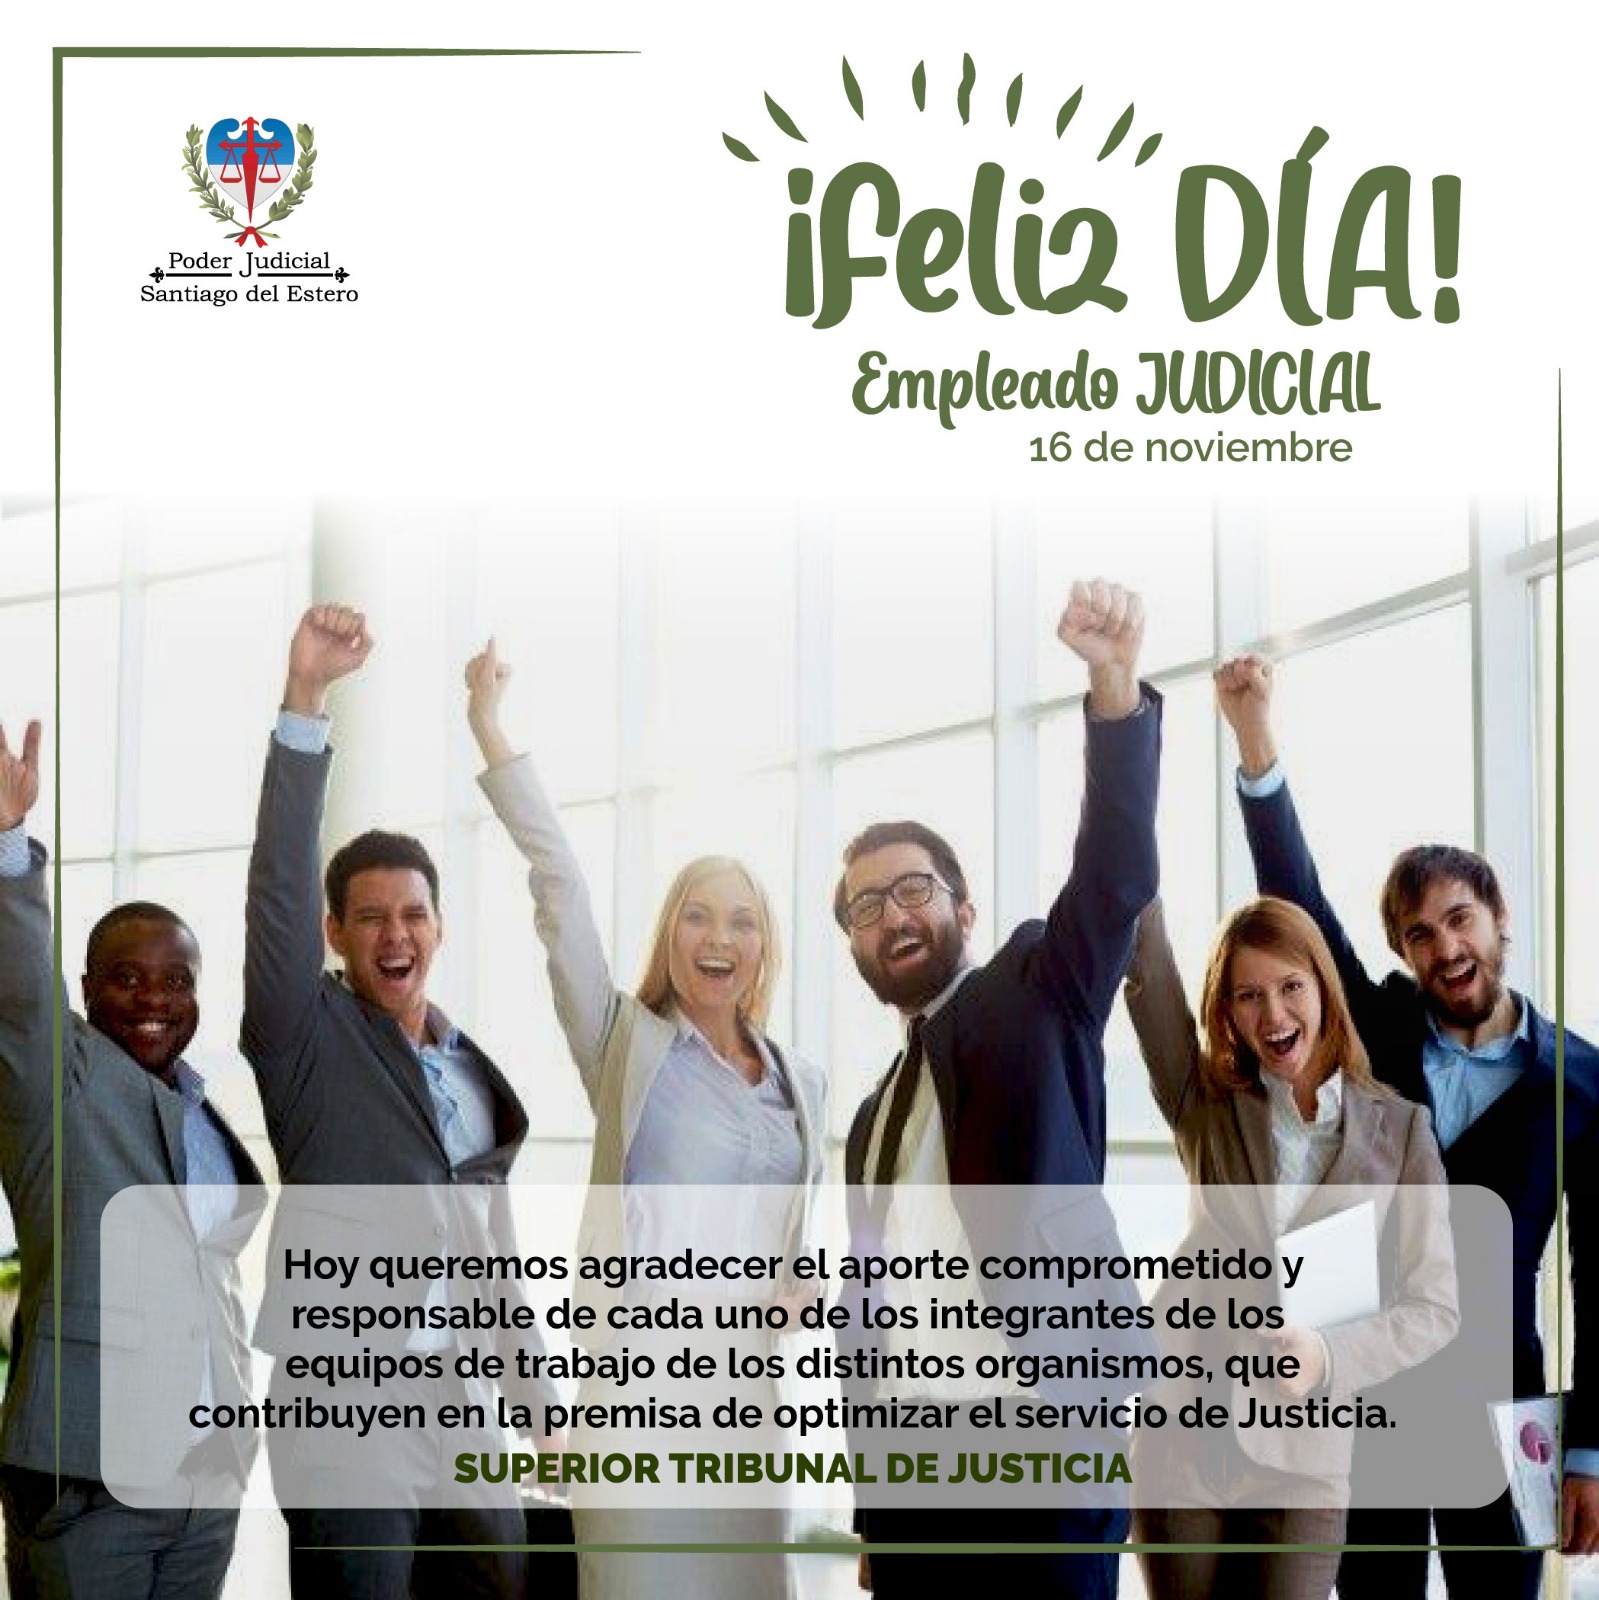 Poder Judicial
Santiago del Estero
¡Feliz DÍA!
Empleado JUDICIAL
16 de noviembre
Hoy queremos agradecer el aporte comprometido y
responsable de cada uno de los integrantes de los
equipos de trabajo de los distintos organismos, que
contribuyen en la premisa de optimizar el servicio de Justicia.
SUPERIOR TRIBUNAL DE JUSTICIA